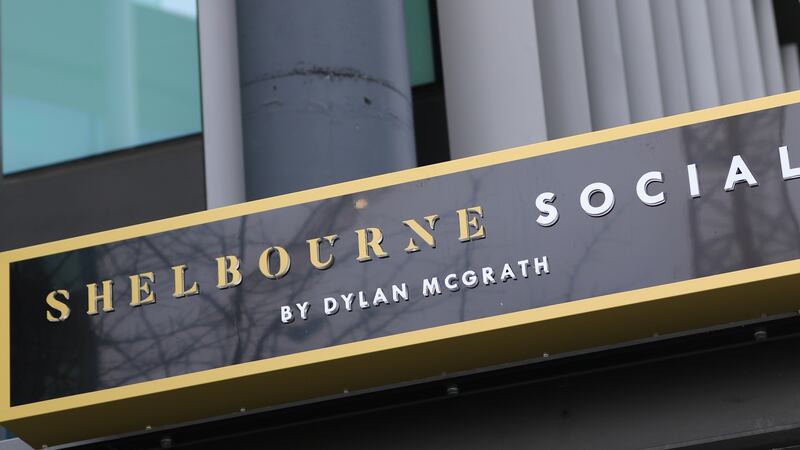 SHELBOURNE SOCIAL
BY DYLAN MCGRATH